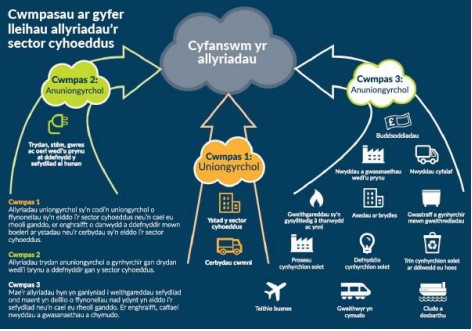 Cwmpasau ar gyfer
lleihau allyriadau'r
sector cyhoeddus
Cyfanswm yr
allyriadau
Cwmpas 2:
Anuniongyrchol
Trydan, stêm, gwres
ac oeri wedi'u prynu
at ddefnydd y
sefydliad ei hunan
Cwmpas 1:
Uniongyrchol
Ystad y sector
cyhoeddus
Cerbydau cwmni
Cwmpas 3:
Anuniongyrchol
Buddsoddiadau
Nwyddau a gwasanaethau
wedi'u prynu
Nwyddau cyfalaf
Gweithgareddau sy'n
gysylltiedig â thanwydd
ac ynni
Asedau ar brydles
Gwastraff a gynhyrchir
mewn gweithrediadau
Prosesu
cynhyrchion solet
Defnyddio
cynhyrchion solet
Trin cynhyrchion solet
ar ddiwedd eu hoes
Teithie busnes
Gweithwyr yn
cymudo
Cludo a
dosbarthu
Cwmpas 1
Allyriadau uniongyrchol sy'n codi'n uniongyrchol o
ffynonellau sy'n eiddo i'r sector cyhoeddus neu'n cael eu
rheoli ganddo, er enghraifft o danwydd a ddefnyddir mewn
boeleri ar ystadau neu'r cerbydau sy'n eiddo i'r sector
cyhoeddus.
Cwmpas 2
Allyriadau trydan anuniongyrchol a gynhyrchir gan drydan
wedi'i brynu a ddefnyddir gan y sector cyhoeddus.
Cwmpas 3
Mae'r allyriadau hyn yn ganlyniad i weithgareddau sefydliad
ond maent yn deillio o ffynonellau nad ydynt yn eiddo i'r
sefydliad neu'n cael eu rheoli ganddo. Er enghraifft, caffael
nwyddau a gwasanaethau a chymudo.